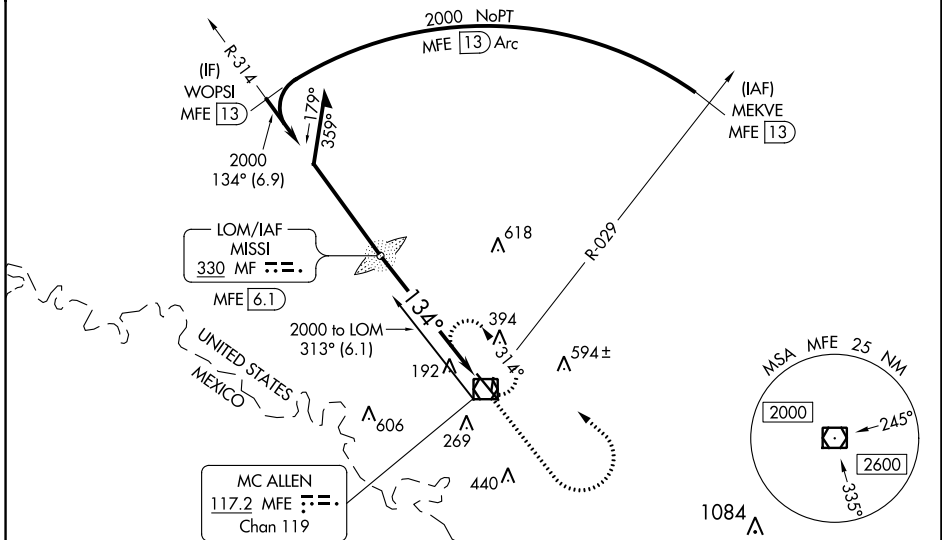 2000 NoPT
MFE 13 Arc
R-314
(IF)
WOPSI
MFE 13
179°
359°
(IAF)
MEKVE
MFE 13
2000
134° (6.9)
R-029
LOM/IAF
MISSI
330 MF
MFE 6.1
618
134°
2000 to LOM
313° (6.1)
394
314°
594±
192
UNITED STATES
MEXICO
606
269
440
MC ALLEN
117.2 MFE
Chan 119
MSA MFE 25 NM
2000
245°
2600
335°
1084